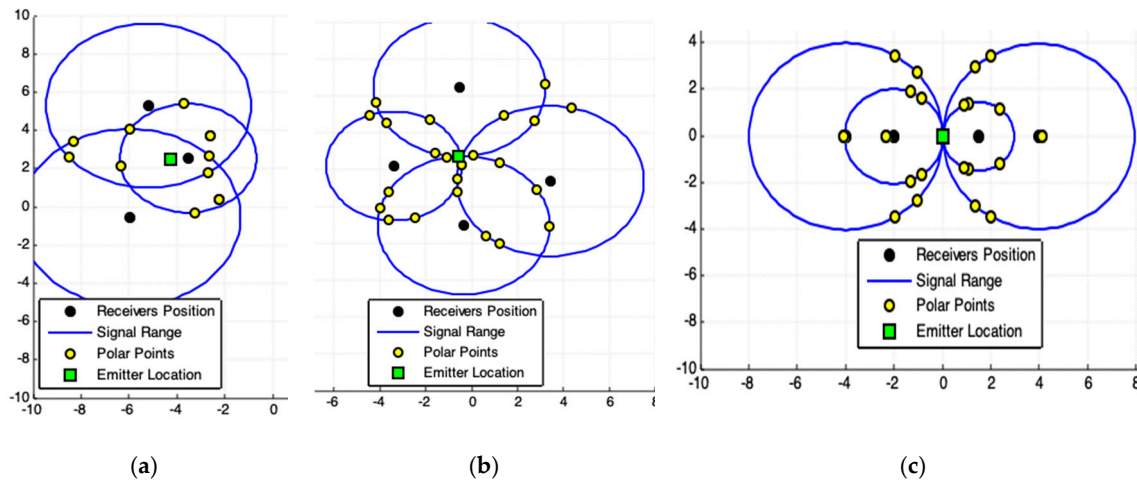 10
8
6
4
2
0
-2
-4
-6
-8
-10
Receivers Position
Signal Range
Polar Points
Emitter Location
-10 -8 -6 -4 -2 0
(a)
Receivers Position
Signal Range
Polar Points
Emitter Location
-6 -4 -2 0 2 4 6 8
(b)
4
2
0
-2
-4
-6
-8
-10
Receivers Position
Signal Range
Polar Points
Emitter Location
-10 -8 -6 -4 -2 0 2 4 6 8
(c)